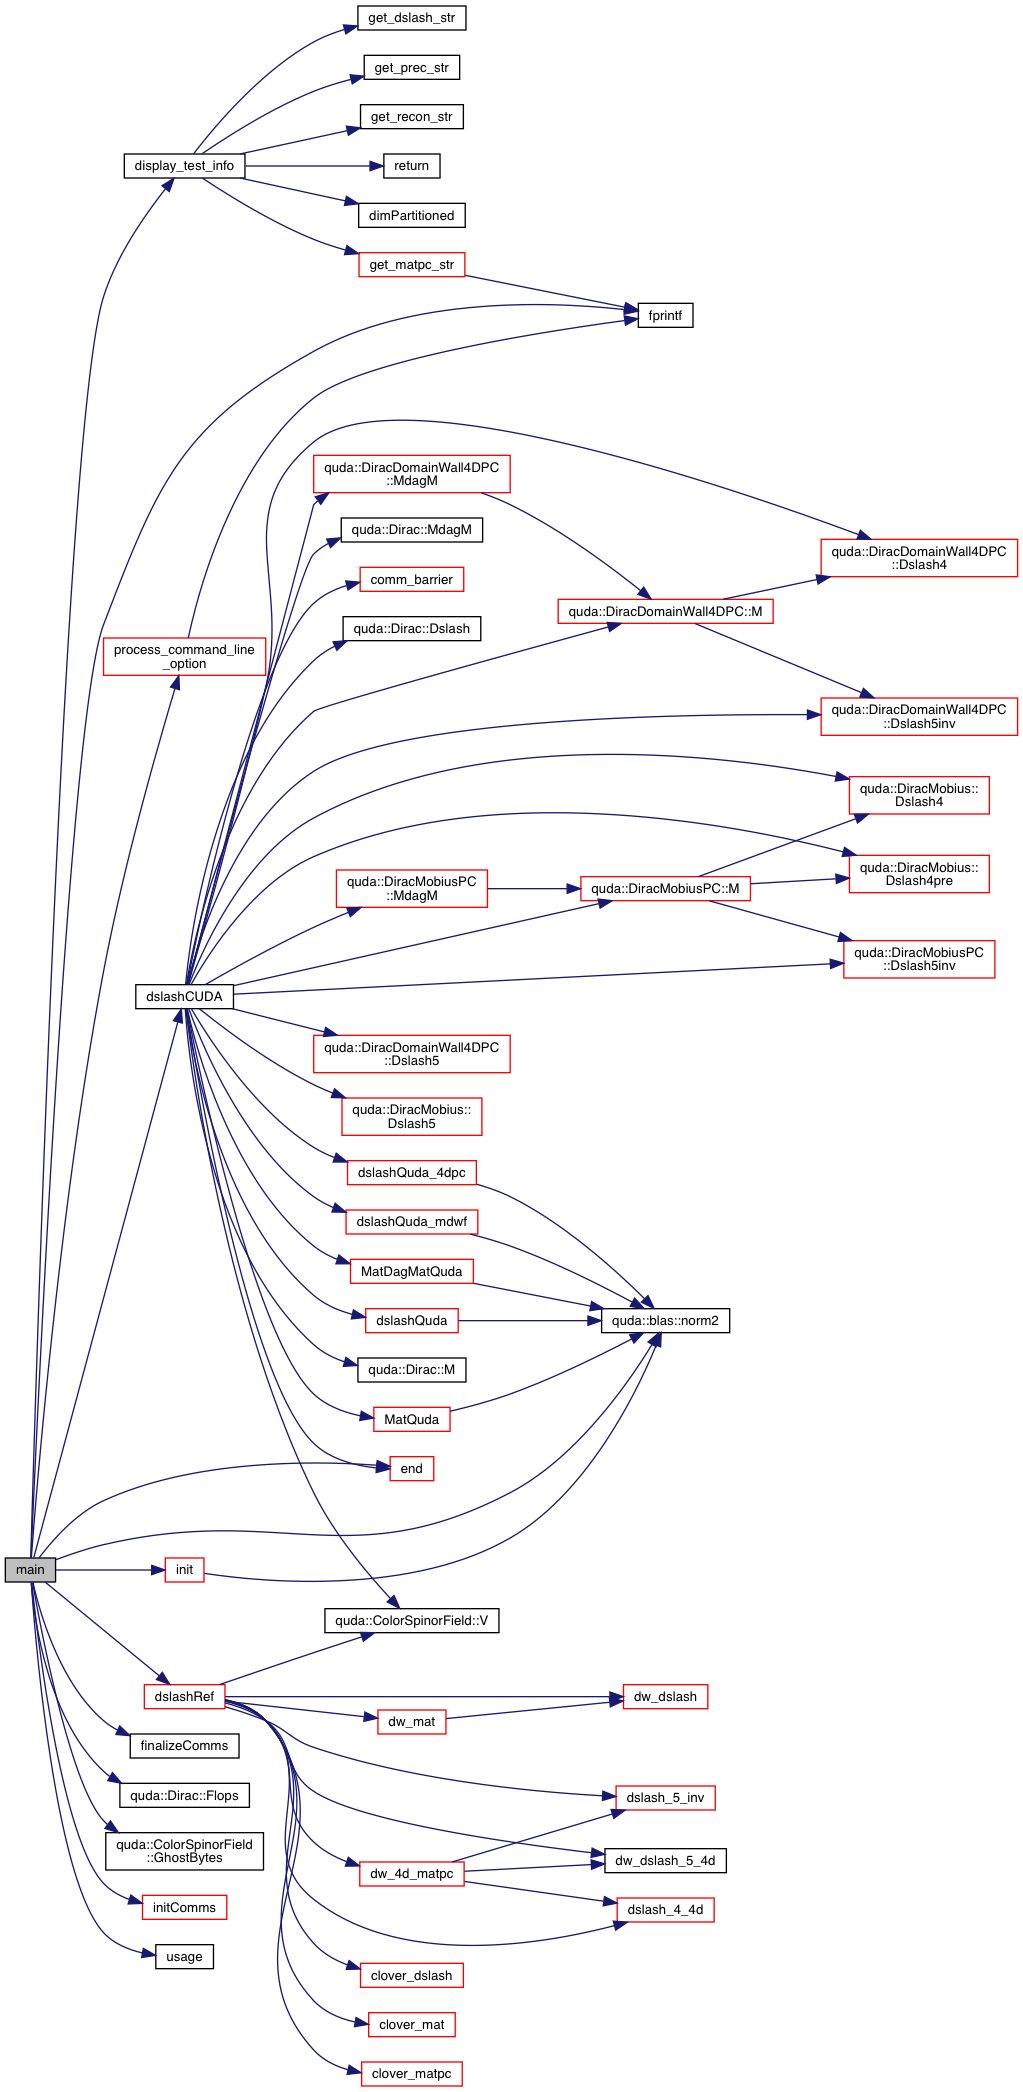 get_dslash_str
get_prec_str
get_recon_str
display_test_info
return
dimPartitioned
get_matpc_str
fprintf
quda::DiracDomainWall4DPC
::MdagM
quda::Dirac::MdagM
quda::DiracDomainWall4DPC
::Dslash4
comm_barrier
quda::DiracDomainWall4DPC::M
quda::Dirac::Dslash
process_command_line
_option
quda::DiracDomainWall4DPC
::Dslash5inv
quda::DiracMobius::
Dslash4
quda::DiracMobius::
Dslash4pre
quda::DiracMobiusPC
::MdagM
quda::DiracMobiusPC::M
quda::DiracMobiusPC
::Dslash5inv
dslashCUDA
quda::DiracDomainWall4DPC
::Dslash5
quda::DiracMobius::
Dslash5
dslashQuda_4dpc
dslashQuda_mdwf
MatDagMatQuda
dslashQuda
quda::blas::norm2
quda::Dirac::M
MatQuda
end
main
init
quda::ColorSpinorField::V
dslashRef
dw_dslash
dw_mat
finalizeComms
quda::Dirac::Flops
dslash_5_inv
quda::ColorSpinorField
::GhostBytes
dw_dslash_5_4d
dw_4d_matpc
initComms
dslash_4_4d
usage
clover_dslash
clover_mat
clover_matpc